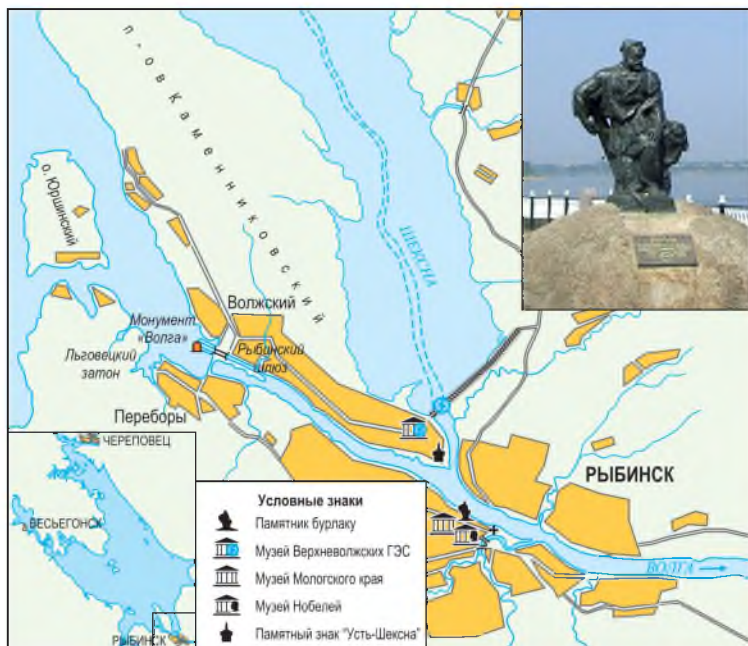 п-ов Каменниковский
о. Юршинский
ШЕКСНА
Волжский
Монумент
«Волга»
Рыбинский
шлюз
Льговецкий
затон
Переборы
РЫБИНСК
ВОЛГА
ЧЕРЕПОВЕЦ
ВЕСЬЕГОНСК
РЫБИНСК
Условные знаки
Памятник бурлаку
Музей Верхневолжских ГЭС
Музей Мологского края
Музей Нобелей
Памятный знак "Усть-Шексна"